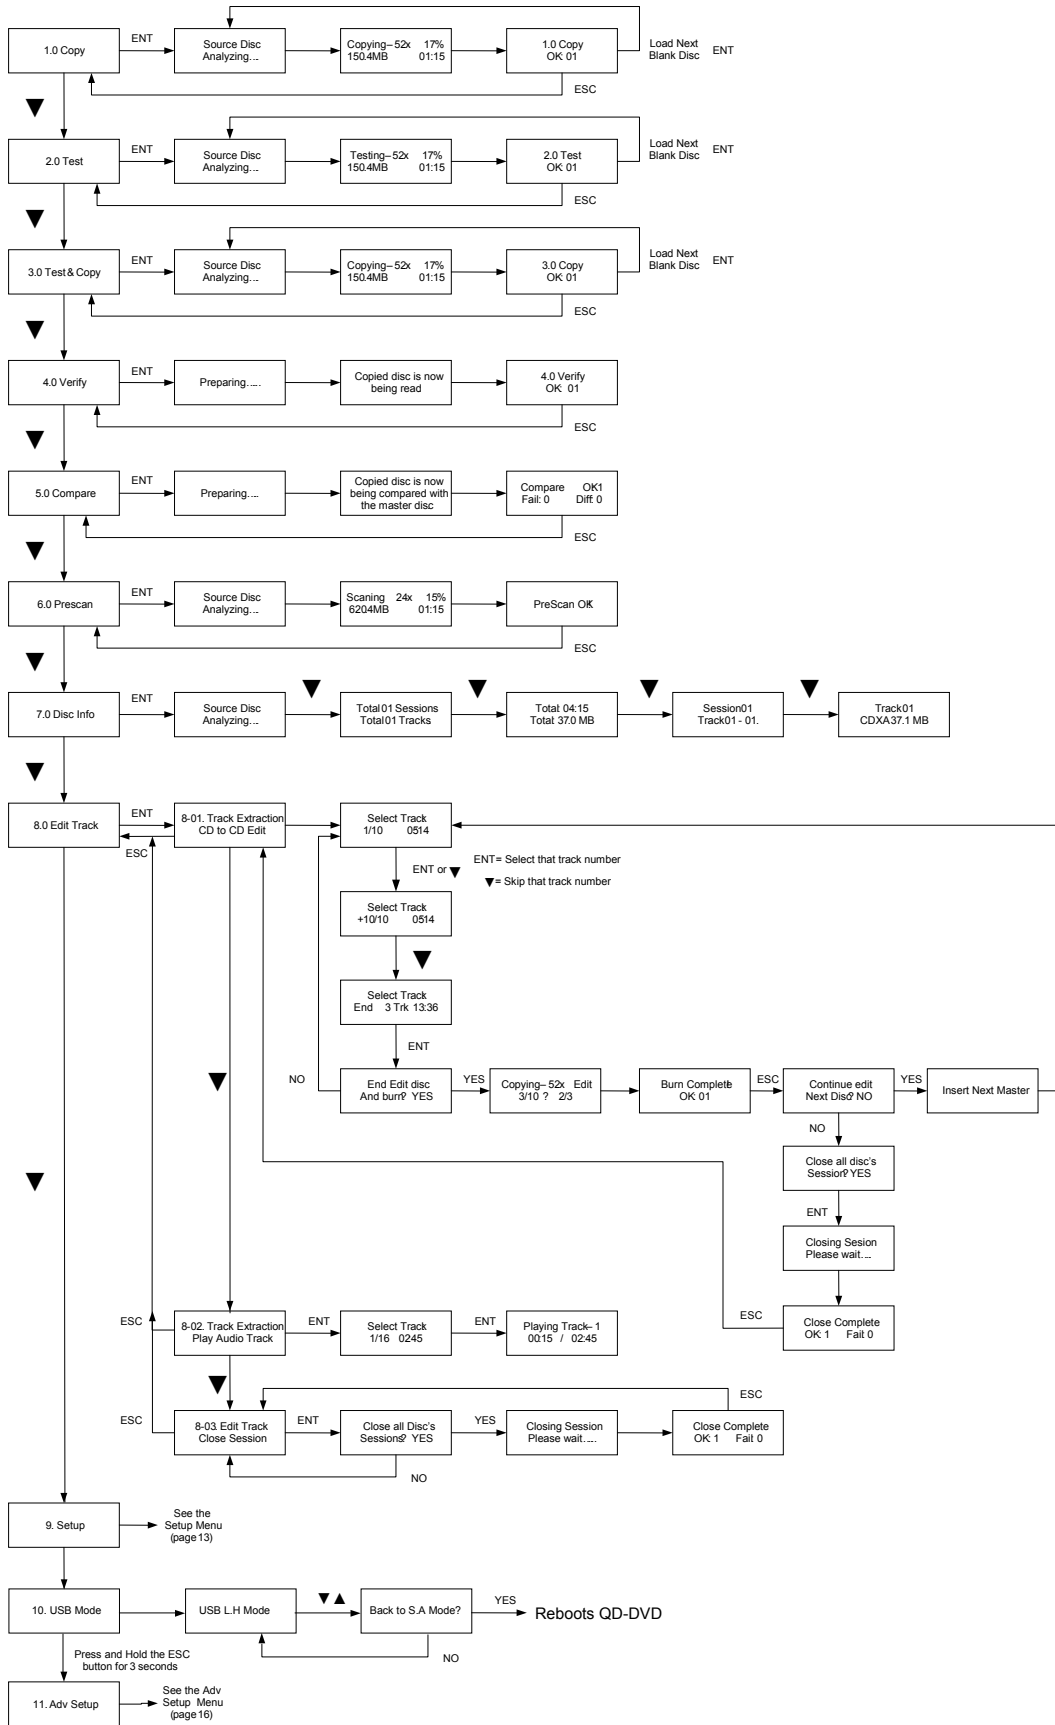 1.0 Copy
ENT
Source Disc
Analyzing....
Copying– 52x 17%
150.4MB 01:15
1.0 Copy
OK: 01
Load Next
Blank Disc
ENT
ESC
▼
2.0 Test
ENT
Source Disc
Analyzing....
Testing– 52x 17%
150.4MB 01:15
2.0 Test
OK: 01
Load Next
Blank Disc
ENT
ESC
▼
3.0 Test & Copy
ENT
Source Disc
Analyzing....
Copying– 52x 17%
150.4MB 01:15
3.0 Copy
OK: 01
Load Next
Blank Disc
ENT
ESC
▼
4.0 Verify
ENT
Preparing.....
Copied disc is now
being read
4.0 Verify
OK: 01
ESC
▼
5.0 Compare
ENT
Preparing.....
Copied disc is now
being compared with
the master disc
Compare OK:1
Fail: 0 Diff: 0
ESC
▼
6.0 Prescan
ENT
Source Disc
Analyzing....
Scaning 24x 15%
620.4MB 01:15
PreScan OK!
ESC
▼
7.0 Disc Info
ENT
Source Disc
Analyzing....
▼
Total 01 Sessions
Total 01 Tracks.
▼
Total: 04:15
Total: 37.0 MB
▼
Session01
Track01 - 01.
▼
Track01
CDXA 37.1 MB
▼
8.0 Edit Track
ENT
ESC
8-01. Track Extraction
CD to CD Edit
Select Track:
1/10 05:14
ENT or ▼
ENT = Select that track number
▼ = Skip that track number
Select Track:
+10/10 05:14
▼
Select Track:
End 3 Trk 13:36
ENT
NO
End Edit disc
And burn? YES
YES
Copying– 52x Edit
3/10 ? 2/3
Burn Complete!
OK: 01
ESC
Continue edit
Next Disc? NO
YES
Insert Next Master
NO
Close all disc's
Session? YES
ENT
Closing Sesion
Please wait....
Close Complete
OK: 1 Fail: 0
ESC
▼
▼
ESC
8-02. Track Extraction
Play Audio Track
ENT
Select Track:
1/16 02:45
ENT
Playing Track– 1
00:15 / 02:45
▼
ESC
8-03. Edit Track
Close Session
ENT
Close all Disc's
Sessions? YES
YES
Closing Session
Please wait.....
Close Complete
OK: 1 Fail: 0
ESC
NO
9. Setup
See the
Setup Menu
(page 13)
10. USB Mode
USB L.H Mode
▼▲
Back to S.A Mode?
YES
Reboots QD-DVD
NO
Press and Hold the ESC
button for 3 seconds
11. Adv Setup
See the Adv
Setup Menu
(page 16)